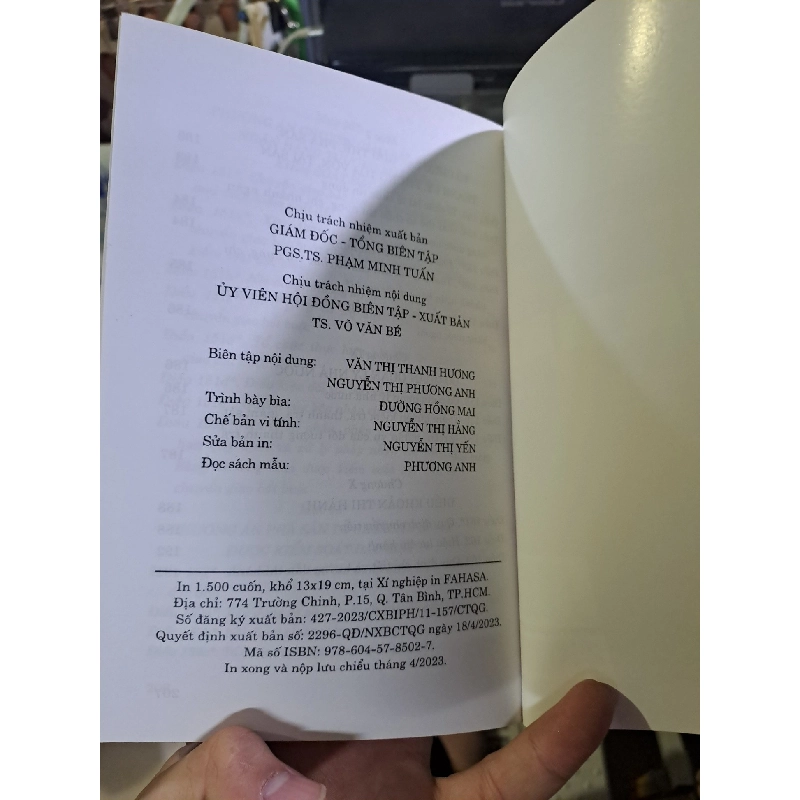 Chịu trách nhiệm xuất bản
GIÁM ĐỐC - TỔNG BIÊN TẬP
PGS.TS. PHẠM MINH TUẤN
Chịu trách nhiệm nội dung
ỦY VIÊN HỘI ĐỒNG BIÊN TẬP - XUẤT BẢN
TS. VÕ VĂN BÉ
Biên tập nội dung: VĂN THỊ THANH HƯƠNG
NGUYỄN THỊ PHƯƠNG ANH
Trình bày bìa: ĐƯỜNG HỒNG MAI
Chế bản vi tính: NGUYỄN THỊ HẰNG
Sửa bản in: NGUYỄN THỊ YẾN
Đọc sách mẫu: PHƯƠNG ANH
In 1.500 cuốn, khổ 13x19 cm, tại Xí nghiệp in FAHASA.
Địa chỉ: 774 Trường Chinh, P.15, Q. Tân Bình, TP.HCM.
Số đăng ký xuất bản: 427-2023/CXBIPH/11-157/CTQG.
Quyết định xuất bản số: 2296-QĐ/NXBCTQG ngày 18/4/2023.
Mã số ISBN: 978-604-57-8502-7.
In xong và nộp lưu chiểu tháng 4/2023.